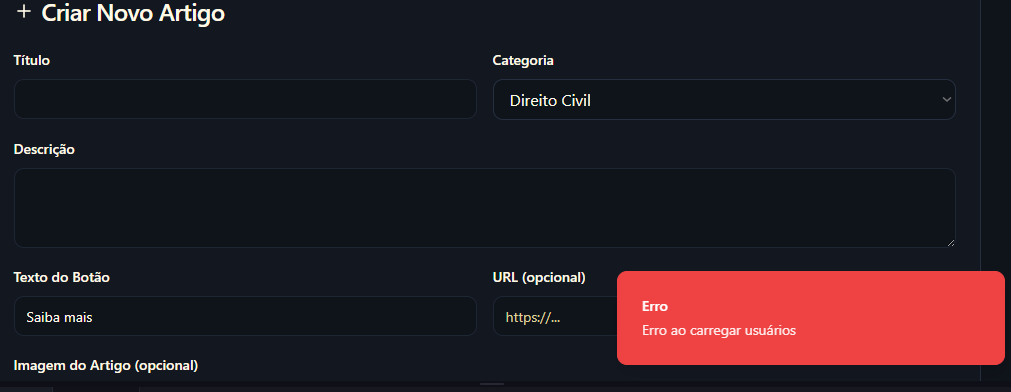 + Criar Novo Artigo
Título
Categoria
Direito Civil
Descrição
Texto do Botão
URL (opcional)
Saiba mais
https://...
Erro
Erro ao carregar usuários
Imagem do Artigo (opcional)